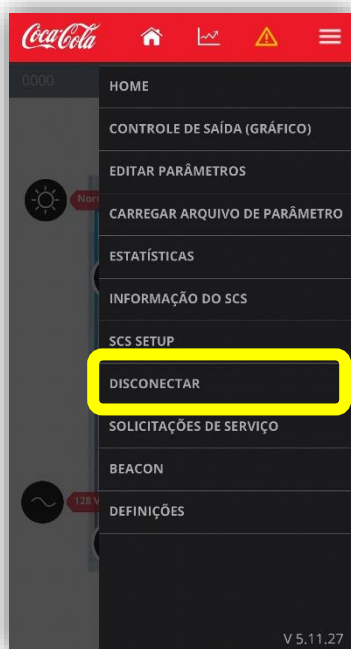 Coca-Cola
0000
HOME
CONTROLE DE SAÍDA (GRÁFICO)
EDITAR PARÂMETROS
Nor
CARREGAR ARQUIVO DE PARÂMETRO
ESTATÍSTICAS
INFORMAÇÃO DO SCS
SCS SETUP
DISCONECTAR
SOLICITAÇÕES DE SERVIÇO
BEACON
128 V
DEFINIÇÕES
V 5.11.27